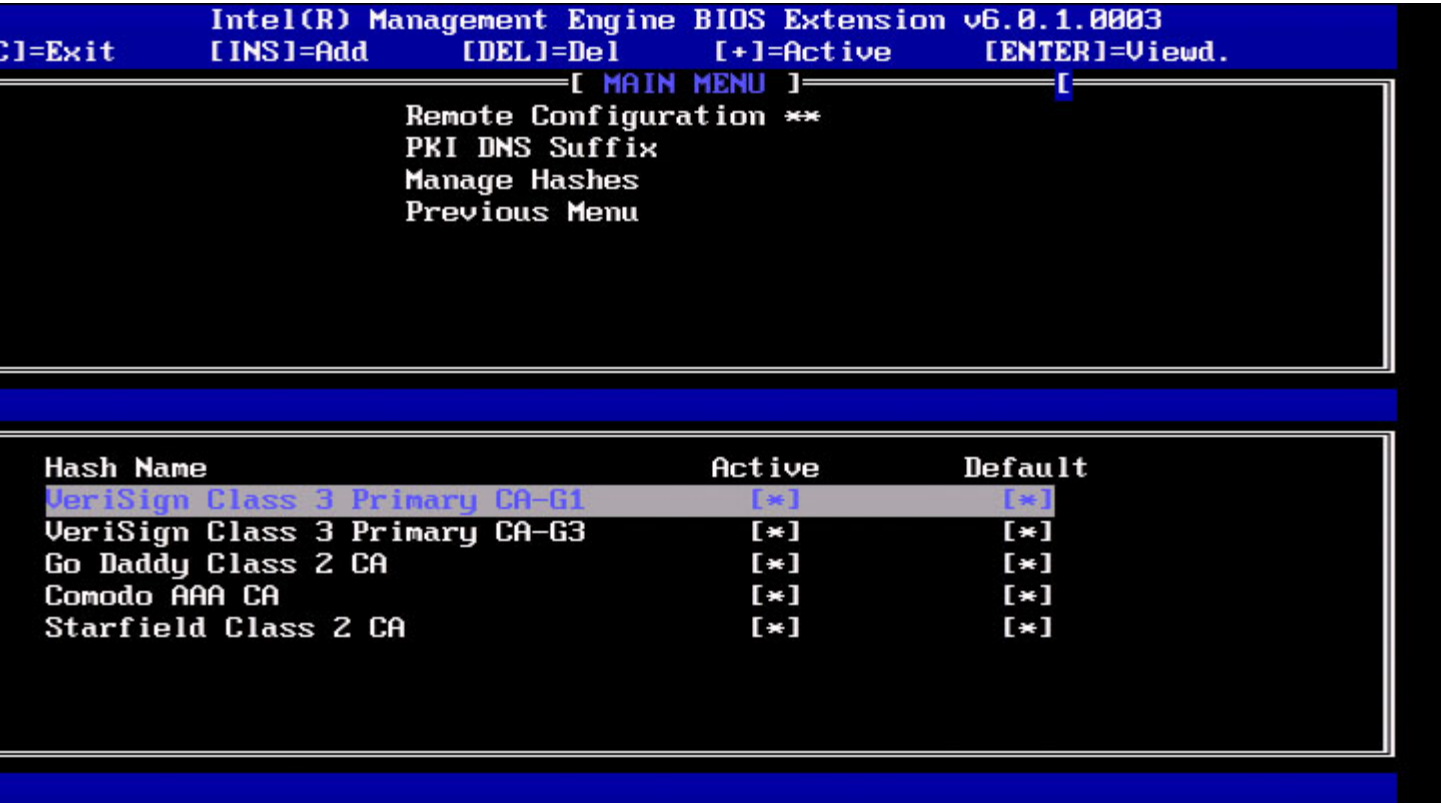 Intel(R) Management Engine BIOS Extension v6.0.1.0003
C]=Exit [INS]=Add [DEL]=Del [+]=Active [ENTER]=Viewd.
[ MAIN MENU ] [
Remote Configuration **
PKI DNS Suffix
Manage Hashes
Previous Menu
Hash Name Active Default
VeriSign Class 3 Primary CA-G1 [*] [*]
VeriSign Class 3 Primary CA-G3 [*] [*]
Go Daddy Class 2 CA [*] [*]
Comodo AAA CA [*] [*]
Starfield Class 2 CA [*] [*]